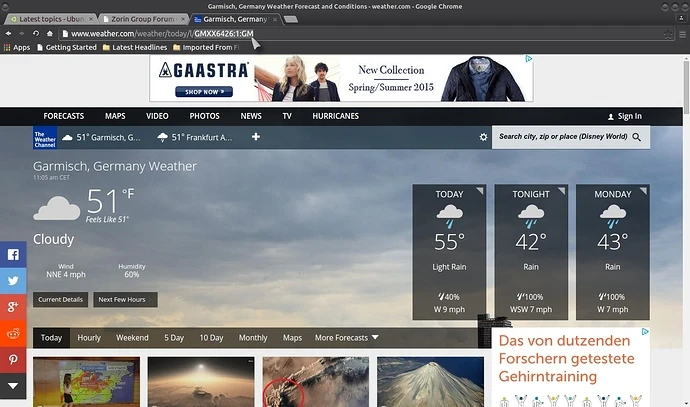 Garmisch, Germany Weather Forecast and Conditions - weather.com - Google Chrome
Latest topics - Ubun
Zorin Group Forum
Garmisch, Germany
www.weather.com/weather/today/l/GMXX6426:1:GM
Apps
Getting Started
Latest Headlines
Imported From Fi
GAASTRA
SHOP NOW
New Collection
Spring/Summer 2015
FORECASTS MAPS VIDEO PHOTOS NEWS TV HURRICANES
Sign In
The
Weather
Channel
51° Garmisch, G...
51° Frankfurt A...
Search city, zip or place (Disney World)
Garmisch, Germany Weather
11:05 am CET
51°F
Feels Like 51°
Cloudy
Wind
NNE 4 mph
Humidity
60%
Current Details
Next Few Hours
TODAY
55°
Light Rain
40%
W 9 mph
TONIGHT
42°
Rain
100%
WSW 7 mph
MONDAY
43°
Rain
100%
W 7 mph
Today Hourly Weekend 5 Day 10 Day Monthly Maps More Forecasts
Das von dutzenden
Forschern getestete
Gehirntraining